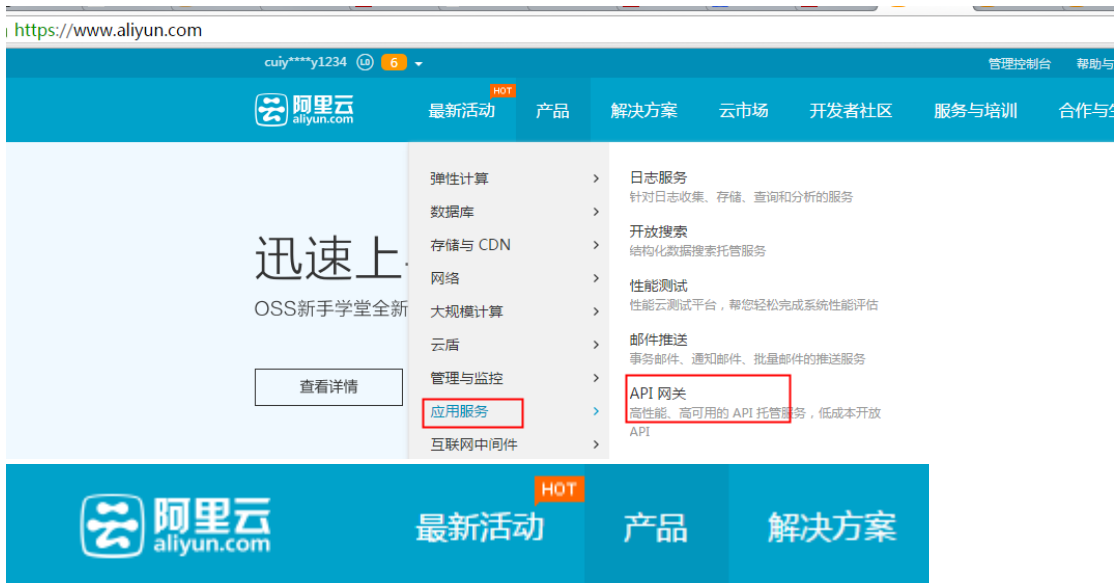 https://www.aliyun.com
cuiy****y1234 6
管理控制台 帮助与
阿里云
aliyun.com
HOT
最新活动 产品 解决方案 云市场 开发者社区 服务与培训 合作与
迅速上
OSS新手学堂全新
查看详情
弹性计算
数据库
存储与 CDN
网络
大规模计算
云盾
管理与监控
应用服务
互联网中间件
日志服务
针对日志收集、存储、查询和分析的服务
开放搜索
结构化数据搜索托管服务
性能测试
性能云测试平台，帮您轻松完成系统性能评估
邮件推送
事务邮件、通知邮件、批量邮件的推送服务
API 网关
高性能、高可用的 API 托管服务，低成本开放
API
阿里云
aliyun.com
HOT
最新活动 产品 解决方案